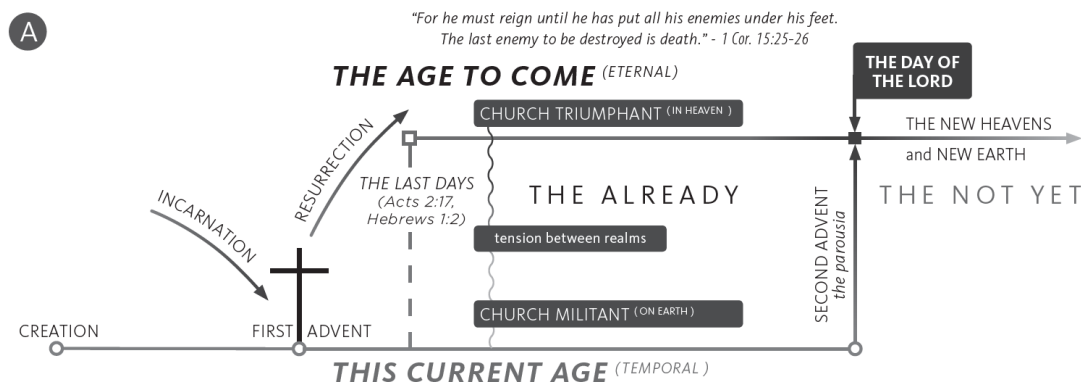 A
“For he must reign until he has put all his enemies under his feet.
The last enemy to be destroyed is death.” - 1 Cor. 15:25-26
THE AGE TO COME (ETERNAL)
THE DAY OF
THE LORD
CHURCH TRIUMPHANT (IN HEAVEN)
THE NEW HEAVENS
and NEW EARTH
RESURRECTION
THE LAST DAYS
(Acts 2:17,
Hebrews 1:2)
THE ALREADY
THE NOT YET
INCARNATION
tension between realms
SECOND ADVENT
the parousia
CHURCH MILITANT (ON EARTH)
CREATION
FIRST ADVENT
THIS CURRENT AGE (TEMPORAL)